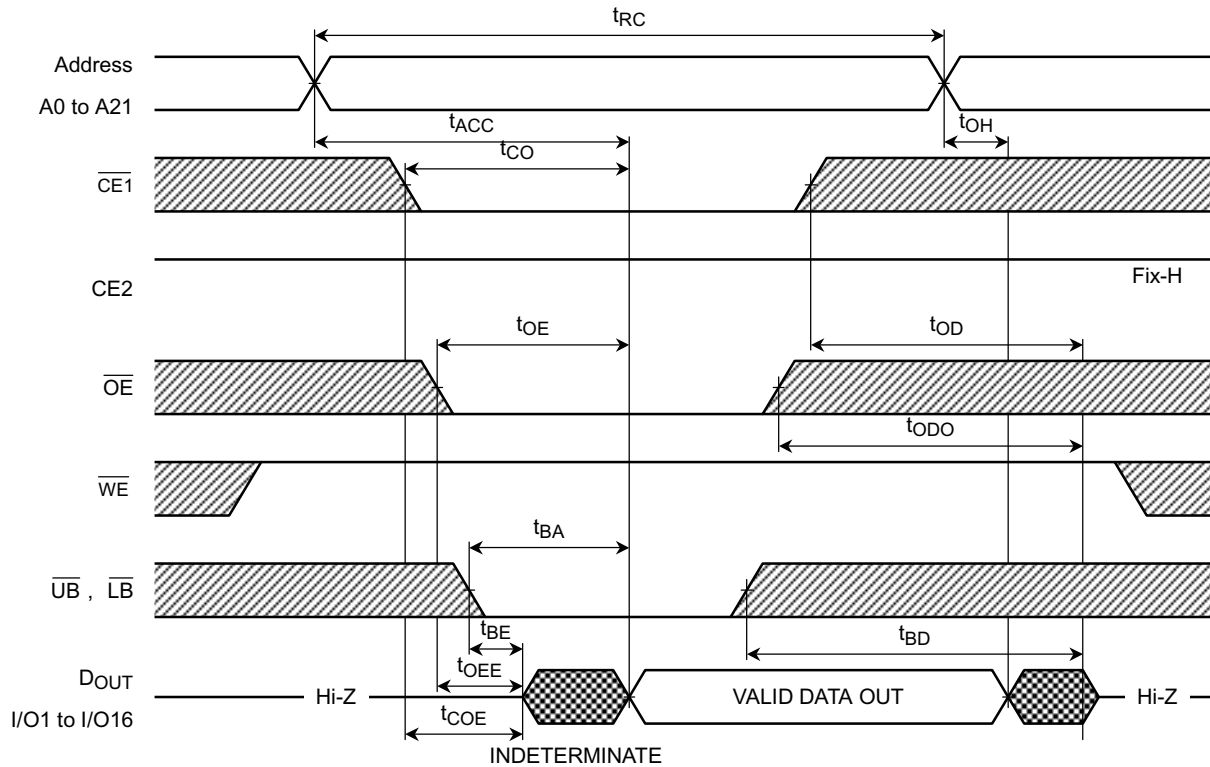 tRC
Address
A0 to A21
tACC
tOH
tCO
CE1
CE2
Fix-H
tOE
tOD
OE
tODO
WE
tBA
UB , LB
tBE
tBD
tOEE
DOUT
Hi-Z
VALID DATA OUT
Hi-Z
I/O1 to I/O16
tCOE
INDETERMINATE